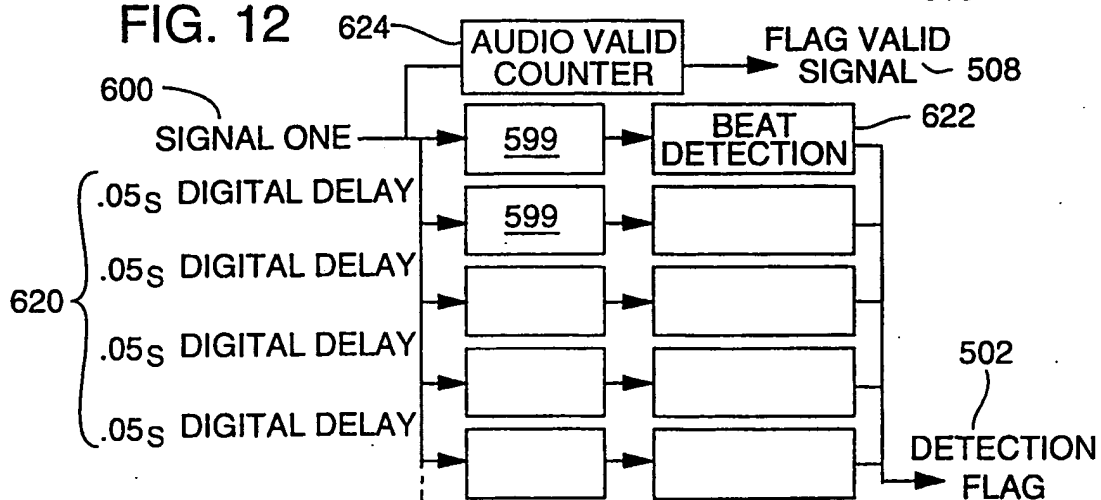 FIG. 12
624
AUDIO VALID
COUNTER
FLAG VALID
SIGNAL
508
600
SIGNAL ONE
599
BEAT
DETECTION
622
.05S DIGITAL DELAY
599
.05S DIGITAL DELAY
620
.05S DIGITAL DELAY
.05S DIGITAL DELAY
502
DETECTION
FLAG